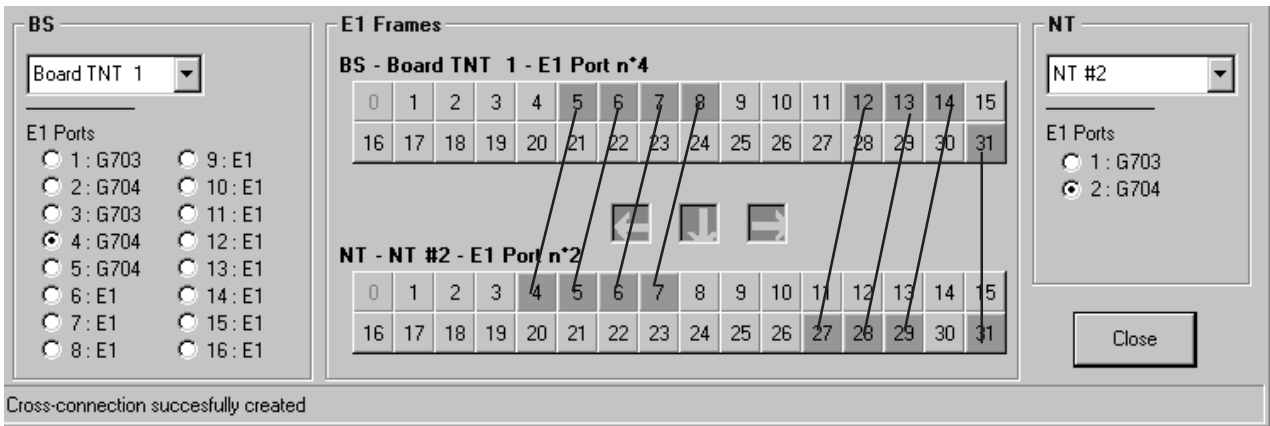 BS
Board TNT 1
E1 Ports
1 : G703
2 : G704
3 : G703
4 : G704
5 : G704
6 : E1
7 : E1
8 : E1
9 : E1
10 : E1
11 : E1
12 : E1
13 : E1
14 : E1
15 : E1
16 : E1
E1 Frames
BS - Board TNT 1 - E1 Port n°4
0 1 2 3 4 5 6 7 8 9 10 11 12 13 14 15
16 17 18 19 20 21 22 23 24 25 26 27 28 29 30 31
NT - NT #2 - E1 Port n°2
0 1 2 3 4 5 6 7 8 9 10 11 12 13 14 15
16 17 18 19 20 21 22 23 24 25 26 27 28 29 30 31
NT
NT #2
E1 Ports
1 : G703
2 : G704
Close
Cross-connection succesfully created